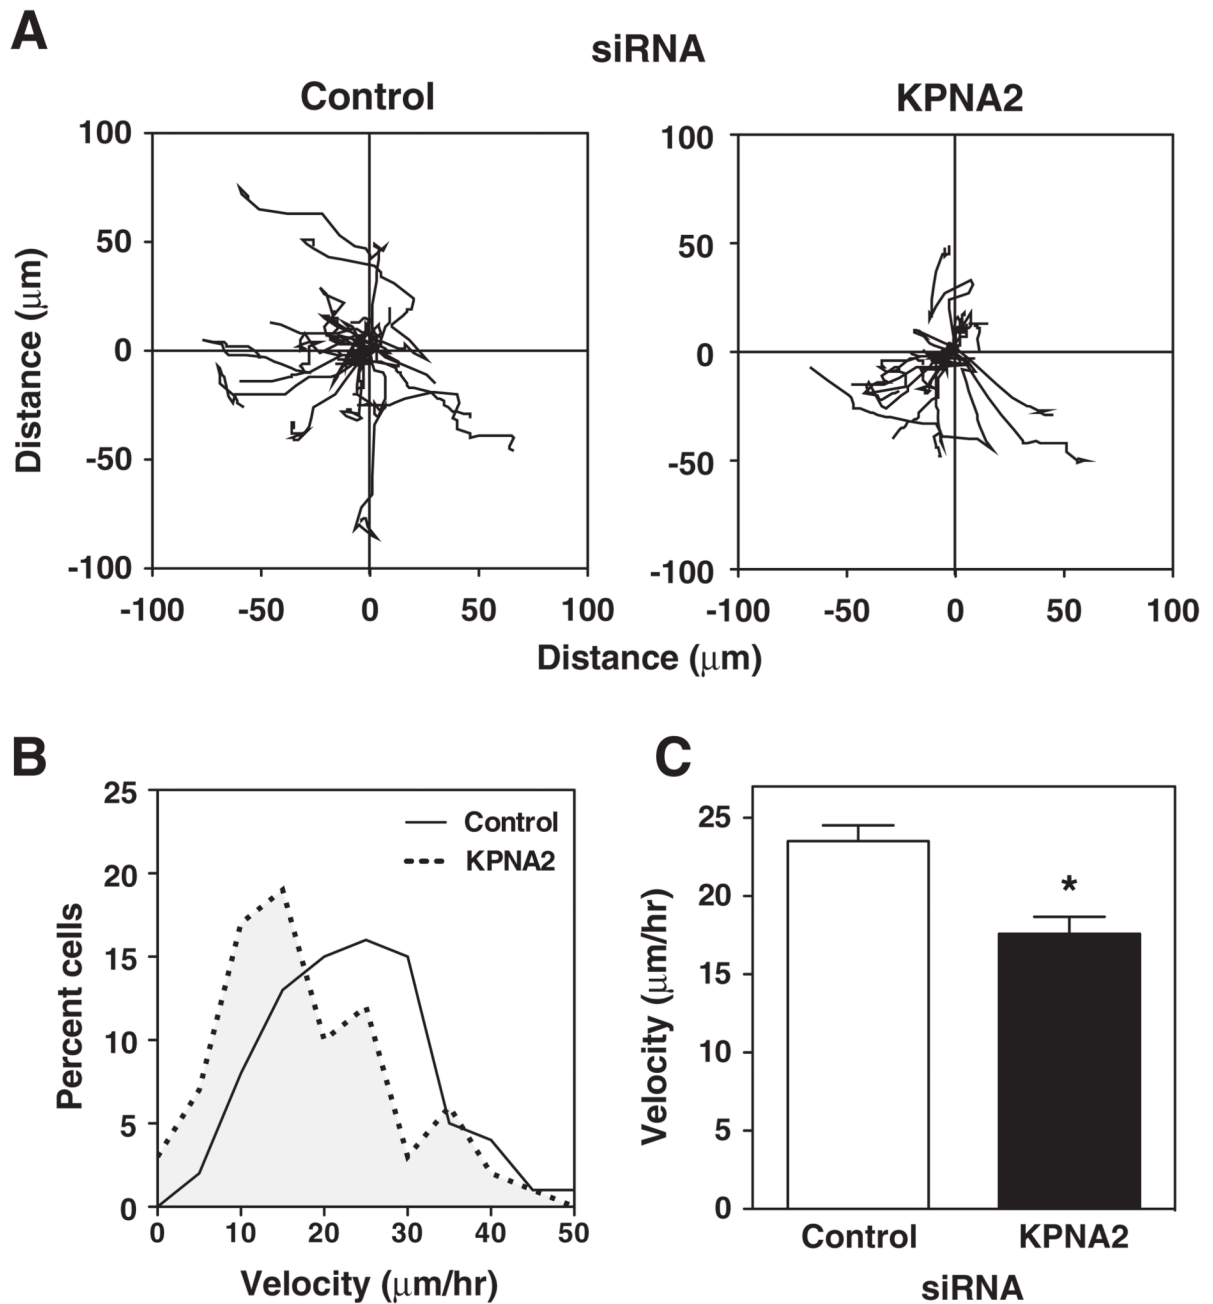 A
siRNA
Control
KPNA2
Distance (μm)
100
50
0
-50
-100
-100 -50 0 50 100
100
50
0
-50
-100
-100 -50 0 50 100
Distance (μm)
B
Percent cells
25
20
15
10
5
0
Control
KPNA2
0 10 20 30 40 50
Velocity (μm/hr)
C
Velocity (μm/hr)
25
20
15
10
5
0
*
Control KPNA2
siRNA